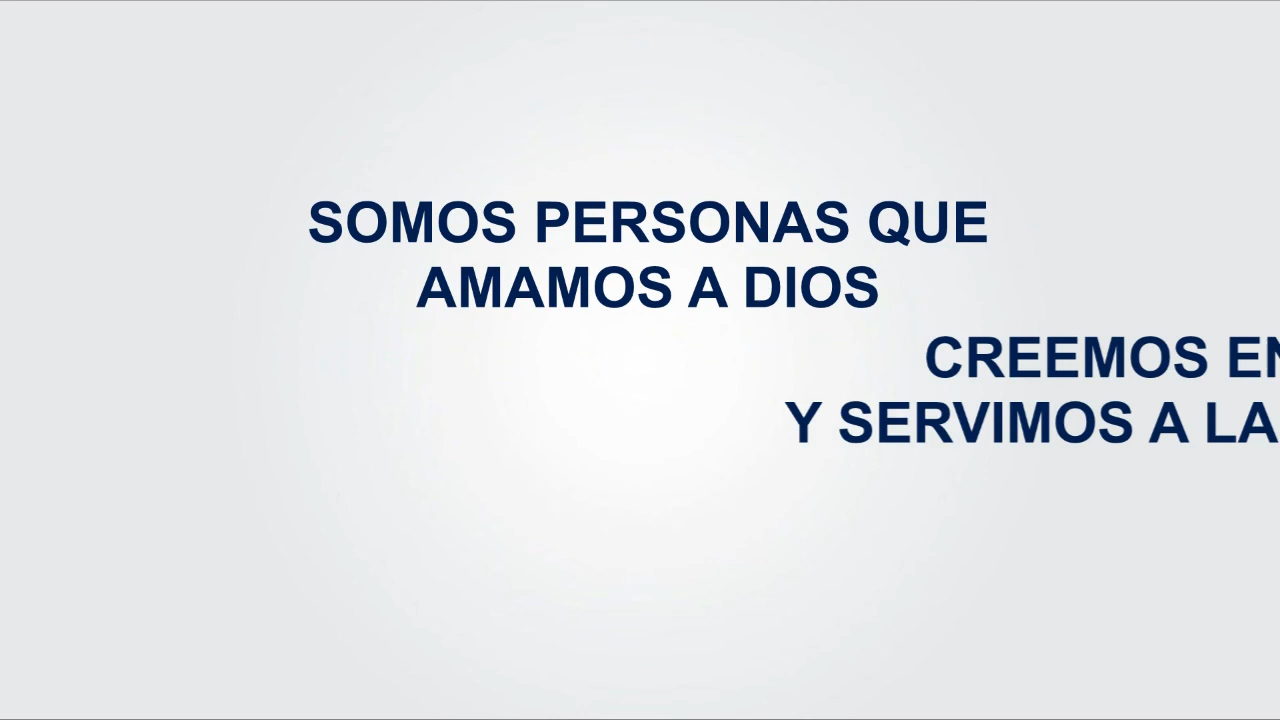 SOMOS PERSONAS QUE
AMAMOS A DIOS
CREEMOS EN
Y SERVIMOS A LA